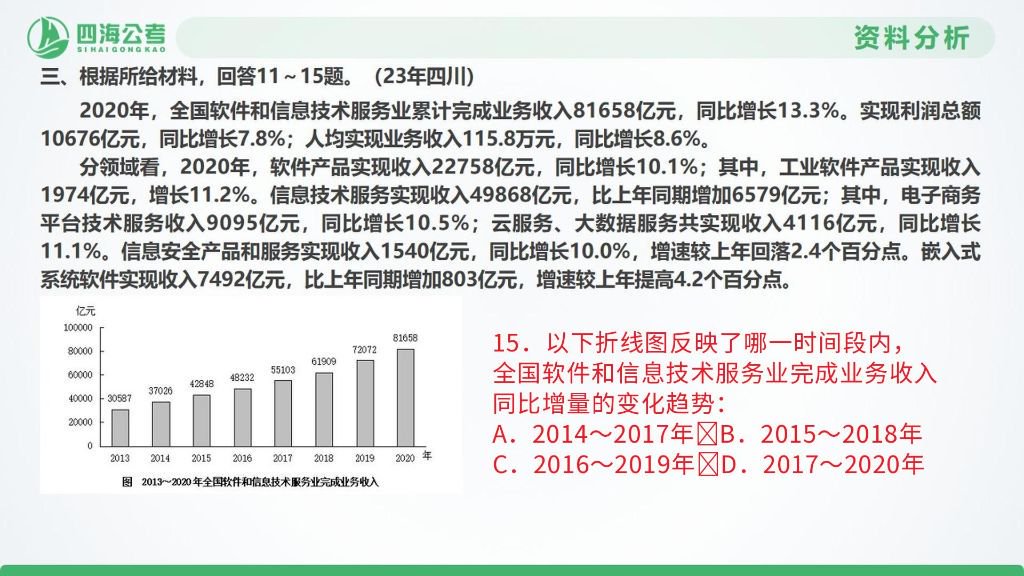 四海公考
SIHAIGONGKAO
资料分析
三、根据所给材料，回答11～15题。（23年四川）
2020年，全国软件和信息技术服务业累计完成业务收入81658亿元，同比增长13.3%。实现利润总额
10676亿元，同比增长7.8%；人均实现业务收入115.8万元，同比增长8.6%。
分领域看，2020年，软件产品实现收入22758亿元，同比增长10.1%；其中，工业软件产品实现收入
1974亿元，增长11.2%。信息技术服务实现收入49868亿元，比上年同期增加6579亿元；其中，电子商务
平台技术服务收入9095亿元，同比增长10.5%；云服务、大数据服务共实现收入4116亿元，同比增长
11.1%。信息安全产品和服务实现收入1540亿元，同比增长10.0%，增速较上年回落2.4个百分点。嵌入式
系统软件实现收入7492亿元，比上年同期增加803亿元，增速较上年提高4.2个百分点。
亿元
100000
80000
60000
40000
20000
0
30587
37026
42848
48232
55103
61909
72072
81658
2013 2014 2015 2016 2017 2018 2019 2020 年
图 2013～2020年全国软件和信息技术服务业完成业务收入
15．以下折线图反映了哪一时间段内，
全国软件和信息技术服务业完成业务收入
同比增量的变化趋势：
A．2014～2017年 B．2015～2018年
C．2016～2019年 D．2017～2020年